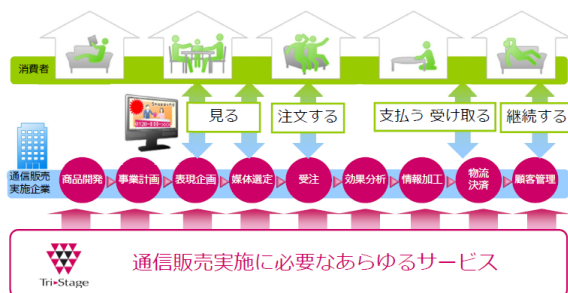 消費者
見る
注文する
支払う 受け取る
継続する
通信販売
実施企業
商品開発
事業計画
表現企画
媒体選定
受注
効果分析
情報加工
物流
決済
顧客管理
Tri-Stage
通信販売実施に必要なあらゆるサービス